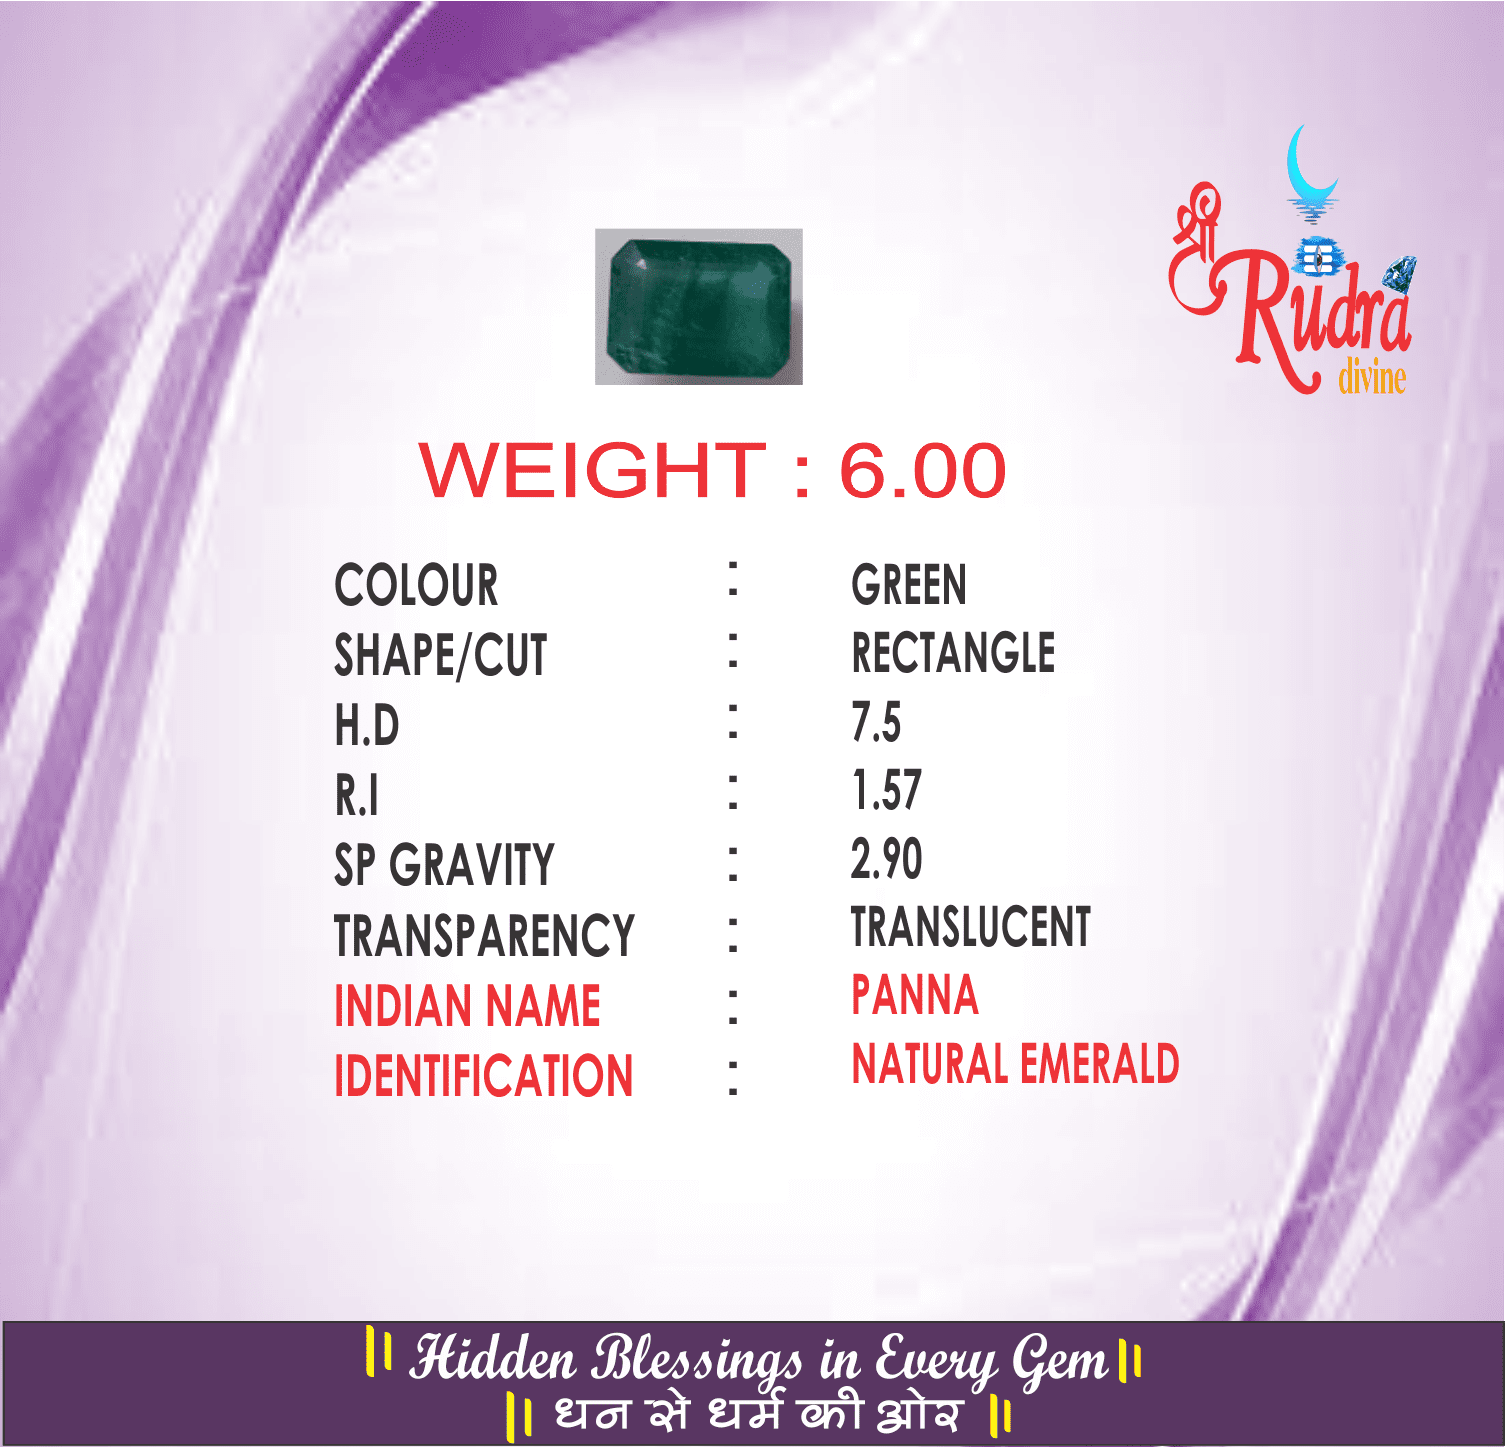 श्री
Rudra
divine
WEIGHT : 6.00
COLOUR : GREEN
SHAPE/CUT : RECTANGLE
H.D : 7.5
R.I : 1.57
SP GRAVITY : 2.90
TRANSPARENCY : TRANSLUCENT
INDIAN NAME : PANNA
IDENTIFICATION : NATURAL EMERALD
|| Hidden Blessings in Every Gem ||
|| धन से धर्म की ओर ||